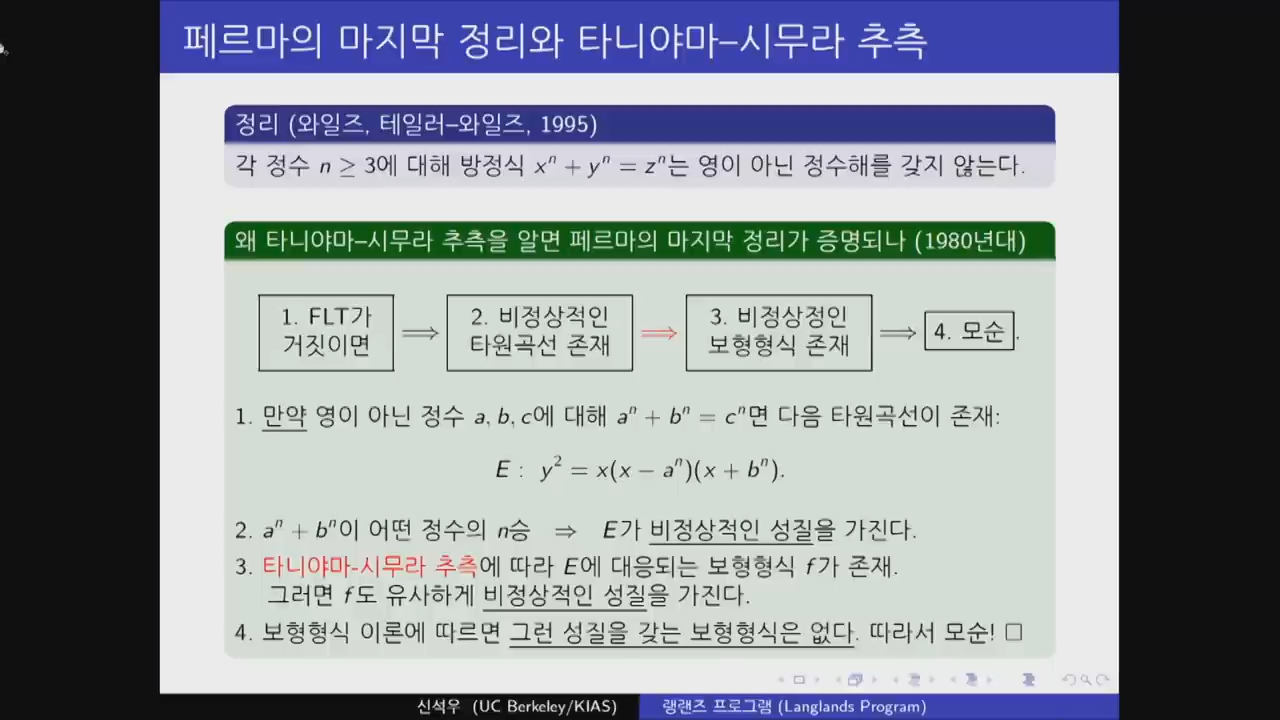 페르마의 마지막 정리와 타니야마–시무라 추측
정리 (와일즈, 테일러–와일즈, 1995)
각 정수 n ≥ 3에 대해 방정식 xⁿ + yⁿ = zⁿ는 영이 아닌 정수해를 갖지 않는다.
왜 타니야마–시무라 추측을 알면 페르마의 마지막 정리가 증명되나 (1980년대)
1. FLT가
거짓이면
⟹
2. 비정상적인
타원곡선 존재
⟹
3. 비정상정인
보형형식 존재
⟹
4. 모순.
1. 만약 영이 아닌 정수 a, b, c에 대해 aⁿ + bⁿ = cⁿ면 다음 타원곡선이 존재:
E : y² = x(x − aⁿ)(x + bⁿ).
2. aⁿ + bⁿ이 어떤 정수의 n승 ⇒ E가 비정상적인 성질을 가진다.
3. 타니야마-시무라 추측에 따라 E에 대응되는 보형형식 f가 존재.
그러면 f도 유사하게 비정상적인 성질을 가진다.
4. 보형형식 이론에 따르면 그런 성질을 갖는 보형형식은 없다. 따라서 모순! □
신석우 (UC Berkeley/KIAS)
랭랜즈 프로그램 (Langlands Program)